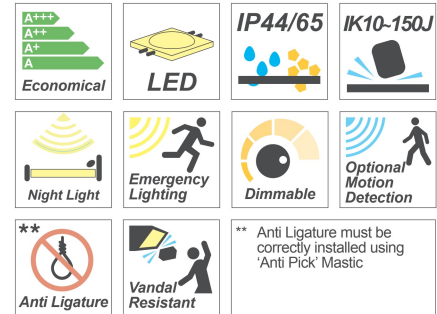 A+++
A++
A+
A
Economical
LED
IP44/65
IK10~150J
Night Light
Emergency
Lighting
Dimmable
Optional
Motion
Detection
**
Anti Ligature
Vandal
Resistant
** Anti Ligature must be
correctly installed using
‘Anti Pick’ Mastic